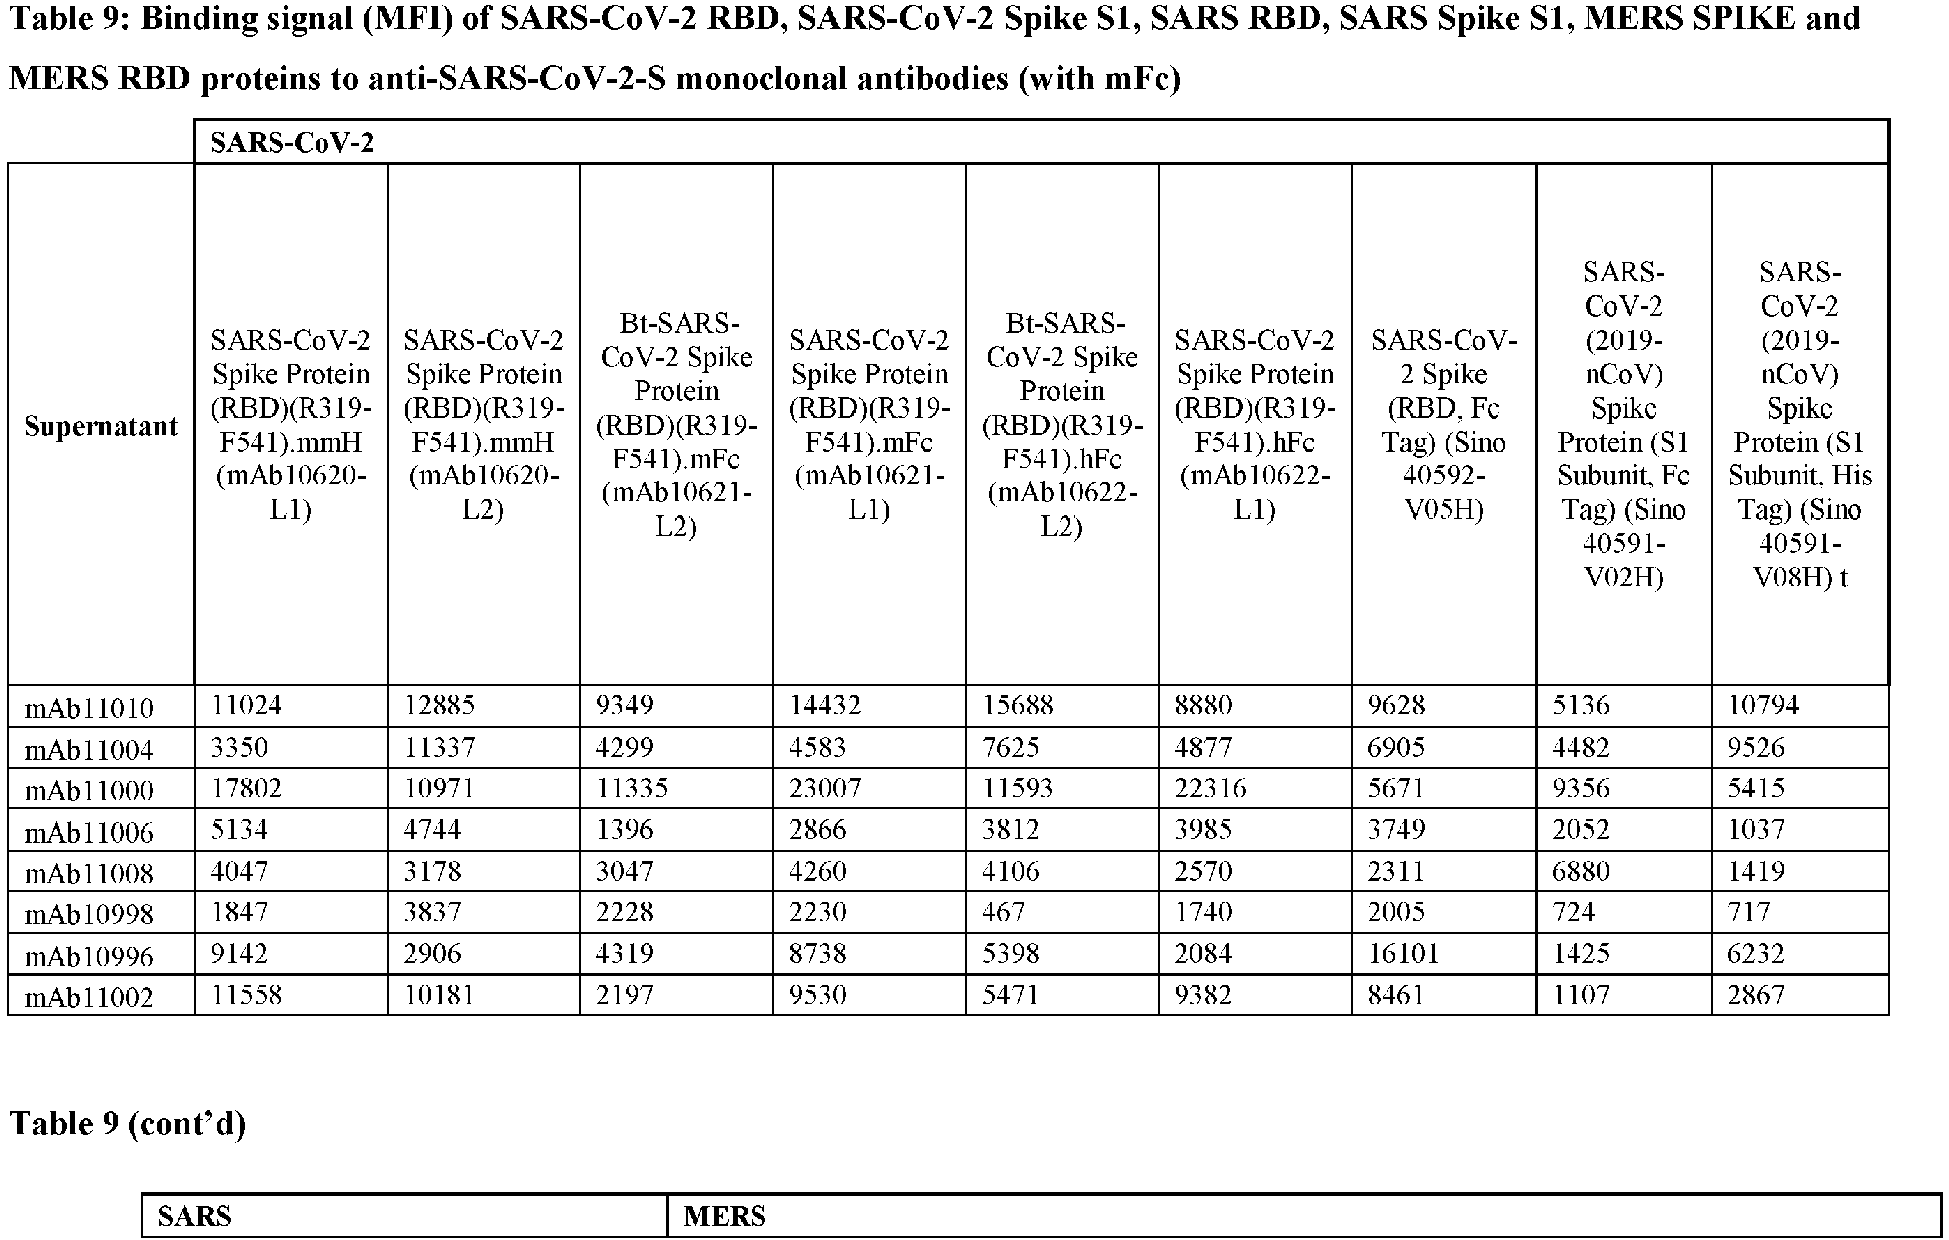 Table 9: Binding signal (MFI) of SARS-CoV-2 RBD, SARS-CoV-2 Spike S1, SARS RBD, SARS Spike S1, MERS SPIKE and
MERS RBD proteins to anti-SARS-CoV-2-S monoclonal antibodies (with mFc)
SARS-CoV-2
Supernatant
SARS-CoV-2
Spike Protein
(RBD)(R319-
F541).mmH
(mAb10620-
L1)
SARS-CoV-2
Spike Protein
(RBD)(R319-
F541).mmH
(mAb10620-
L2)
Bt-SARS-
CoV-2 Spike
Protein
(RBD)(R319-
F541).mFc
(mAb10621-
L2)
SARS-CoV-2
Spike Protein
(RBD)(R319-
F541).mFc
(mAb10621-
L1)
Bt-SARS-
CoV-2 Spike
Protein
(RBD)(R319-
F541).hFc
(mAb10622-
L2)
SARS-CoV-2
Spike Protein
(RBD)(R319-
F541).hFc
(mAb10622-
L1)
SARS-CoV-
2 Spike
(RBD, Fc
Tag) (Sino
40592-
V05H)
SARS-
CoV-2
(2019-
nCoV)
Spike
Protein (S1
Subunit, Fc
Tag) (Sino
40591-
V02H)
SARS-
CoV-2
(2019-
nCoV)
Spike
Protein (S1
Subunit, His
Tag) (Sino
40591-
V08H) t
mAb11010 11024 12885 9349 14432 15688 8880 9628 5136 10794
mAb11004 3350 11337 4299 4583 7625 4877 6905 4482 9526
mAb11000 17802 10971 11335 23007 11593 22316 5671 9356 5415
mAb11006 5134 4744 1396 2866 3812 3985 3749 2052 1037
mAb11008 4047 3178 3047 4260 4106 2570 2311 6880 1419
mAb10998 1847 3837 2228 2230 467 1740 2005 724 717
mAb10996 9142 2906 4319 8738 5398 2084 16101 1425 6232
mAb11002 11558 10181 2197 9530 5471 9382 8461 1107 2867
Table 9 (cont’d)
SARS MERS